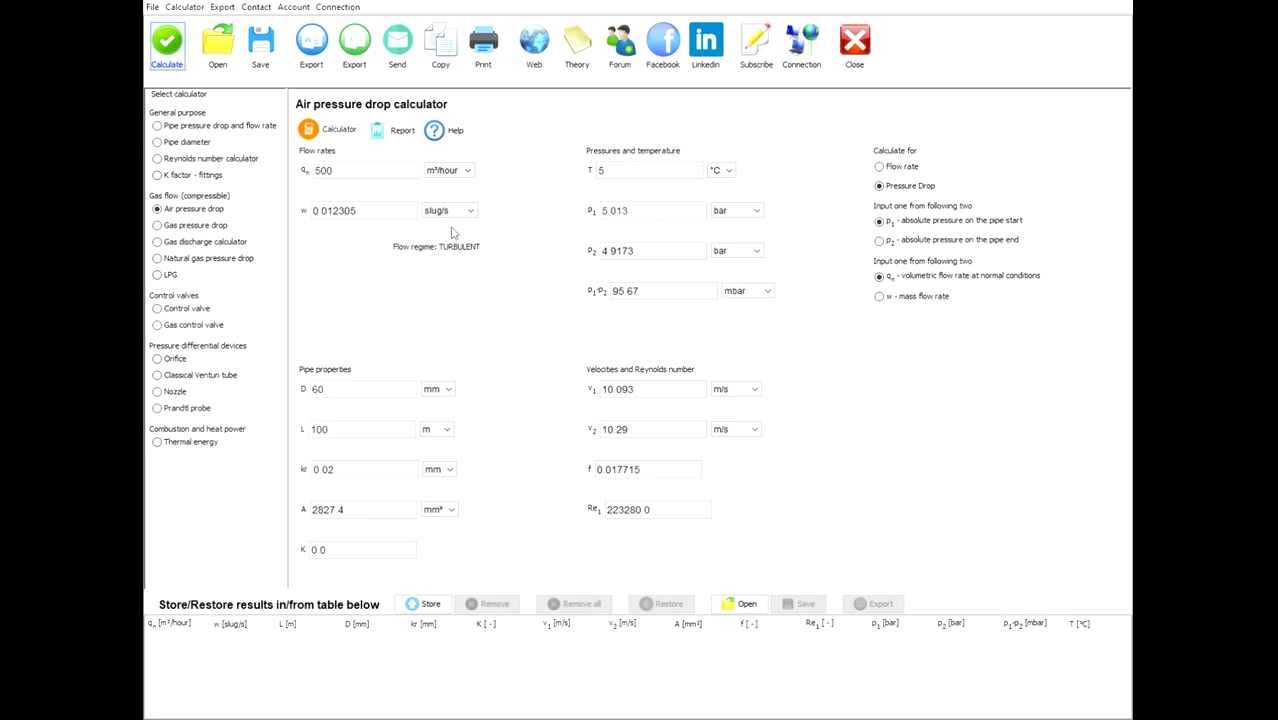 File Calculator Export Contact Account Connection
Calculate Open Save Export Export Send Copy Print Web Theory Forum Facebook Linkedin Subscribe Connection Close
Select calculator
General purpose
Pipe pressure drop and flow rate
Pipe diameter
Reynolds number calculator
K factor - fittings
Gas flow (compressible)
Air pressure drop
Gas pressure drop
Gas discharge calculator
Natural gas pressure drop
LPG
Control valves
Control valve
Gas control valve
Pressure differential devices
Orifice
Classical Venturi tube
Nozzle
Prandtl probe
Combustion and heat power
Thermal energy
Air pressure drop calculator
Calculator Report Help
Flow rates
qn 500 m³/hour
w 0.012305 slug/s
Flow regime: TURBULENT
Pressures and temperature
T 5 °C
p1 5.013 bar
p2 4.9173 bar
p1-p2 95.67 mbar
Calculate for
Flow rate
Pressure Drop
Input one from following two
p1 - absolute pressure on the pipe start
p2 - absolute pressure on the pipe end
Input one from following two
qn - volumetric flow rate at normal conditions
w - mass flow rate
Pipe properties
D 60 mm
L 100 m
kr 0.02 mm
A 2827.4 mm²
K 0.0
Velocities and Reynolds number
v1 10.093 m/s
v2 10.29 m/s
f 0.017715
Re1 223280.0
Store/Restore results in/from table below
Store Remove Remove all Restore Open Save Export
qn [m³/hour] w [slug/s] L [m] D [mm] kr [mm] K [ - ] v1 [m/s] v2 [m/s] A [mm²] f [ - ] Re1 [ - ] p1 [bar] p2 [bar] p1-p2 [mbar] T [°C]